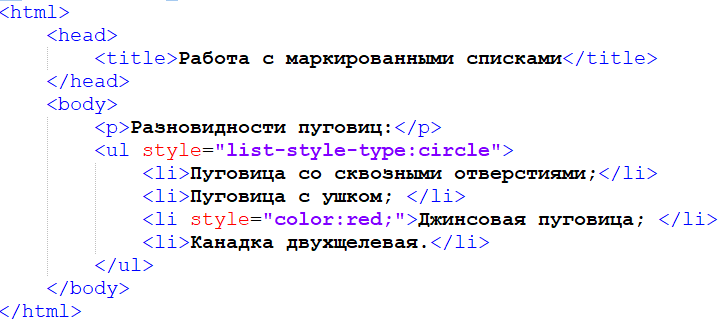 <html>
<head>
<title>Работа с маркированными списками</title>
</head>
<body>
<p>Разновидности пуговиц:</p>
<ul style="list-style-type:circle">
<li>Пуговица со сквозными отверстиями;</li>
<li>Пуговица с ушком; </li>
<li style="color:red;">Джинсовая пуговица; </li>
<li>Канадка двухщелевая.</li>
</ul>
</body>
</html>